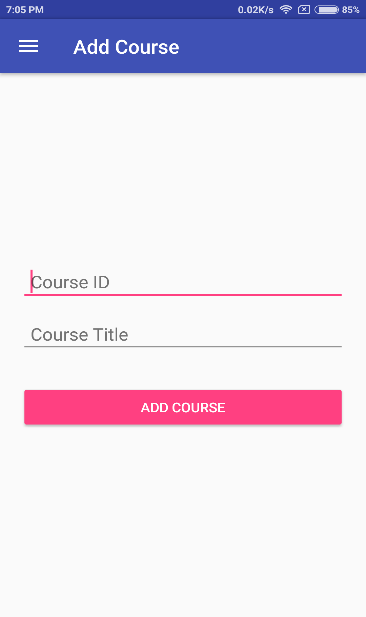 7:05 PM 0.02K/s 85%
Add Course
Course ID
Course Title
ADD COURSE